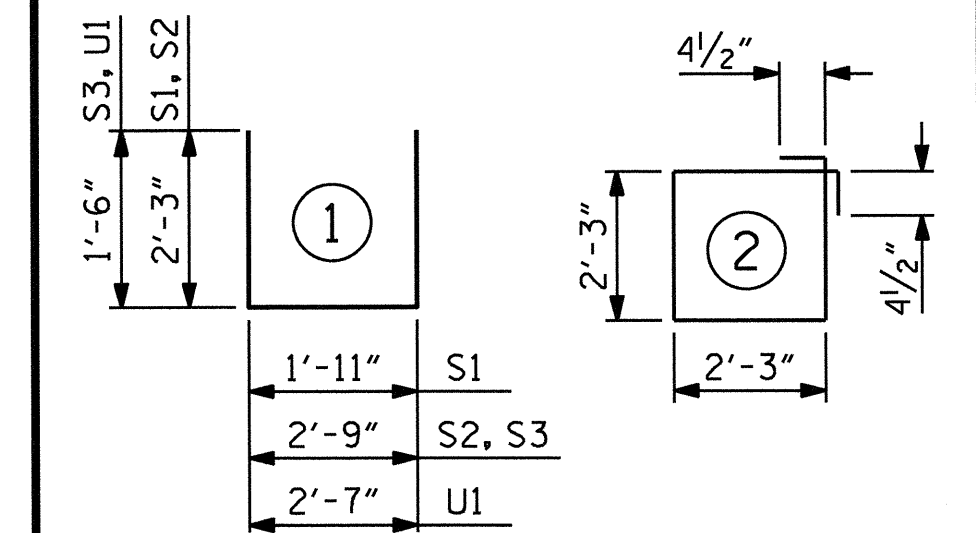 S3, U1
S1, S2
1'-6"
2'-3"
1
1'-11" S1
2'-9" S2, S3
2'-7" U1
4½"
2'-3"
2
4½"
2'-3"